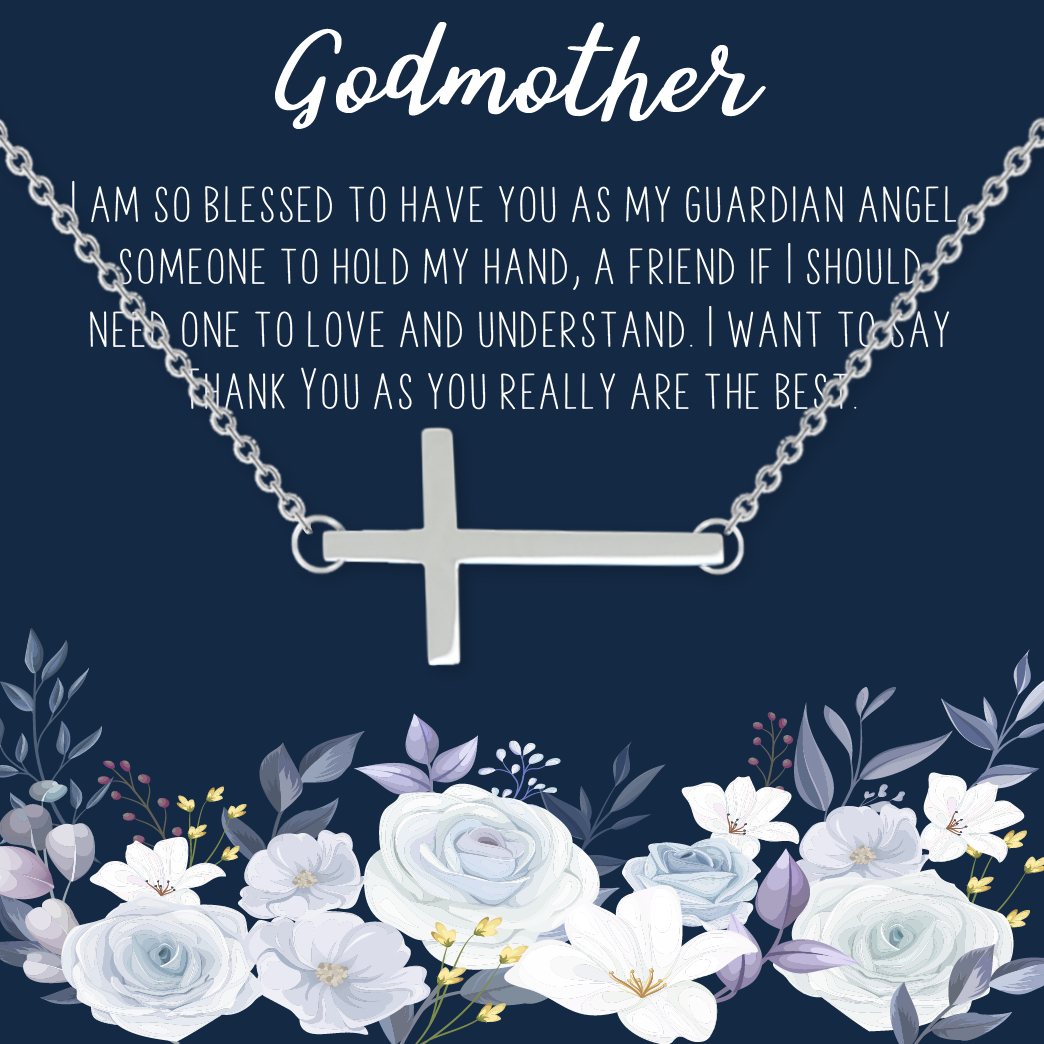 Godmother
I AM SO BLESSED TO HAVE YOU AS MY GUARDIAN ANGEL
SOMEONE TO HOLD MY HAND, A FRIEND IF I SHOULD
NEED ONE TO LOVE AND UNDERSTAND. I WANT TO SAY
THANK YOU AS YOU REALLY ARE THE BEST.